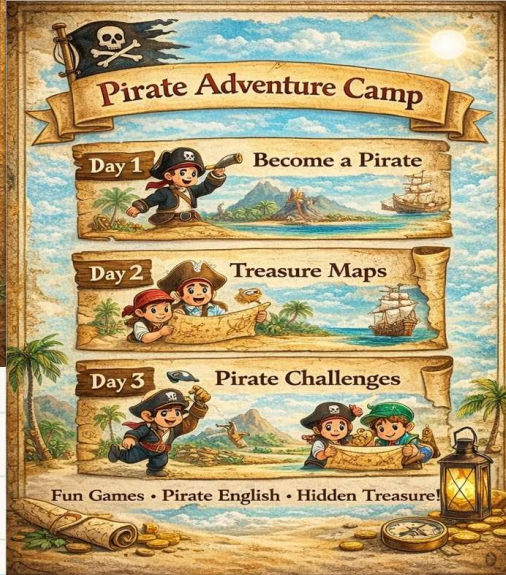 Pirate Adventure Camp
Day 1
Become a Pirate
Day 2
Treasure Maps
Day 3
Pirate Challenges
Fun Games • Pirate English • Hidden Treasure!